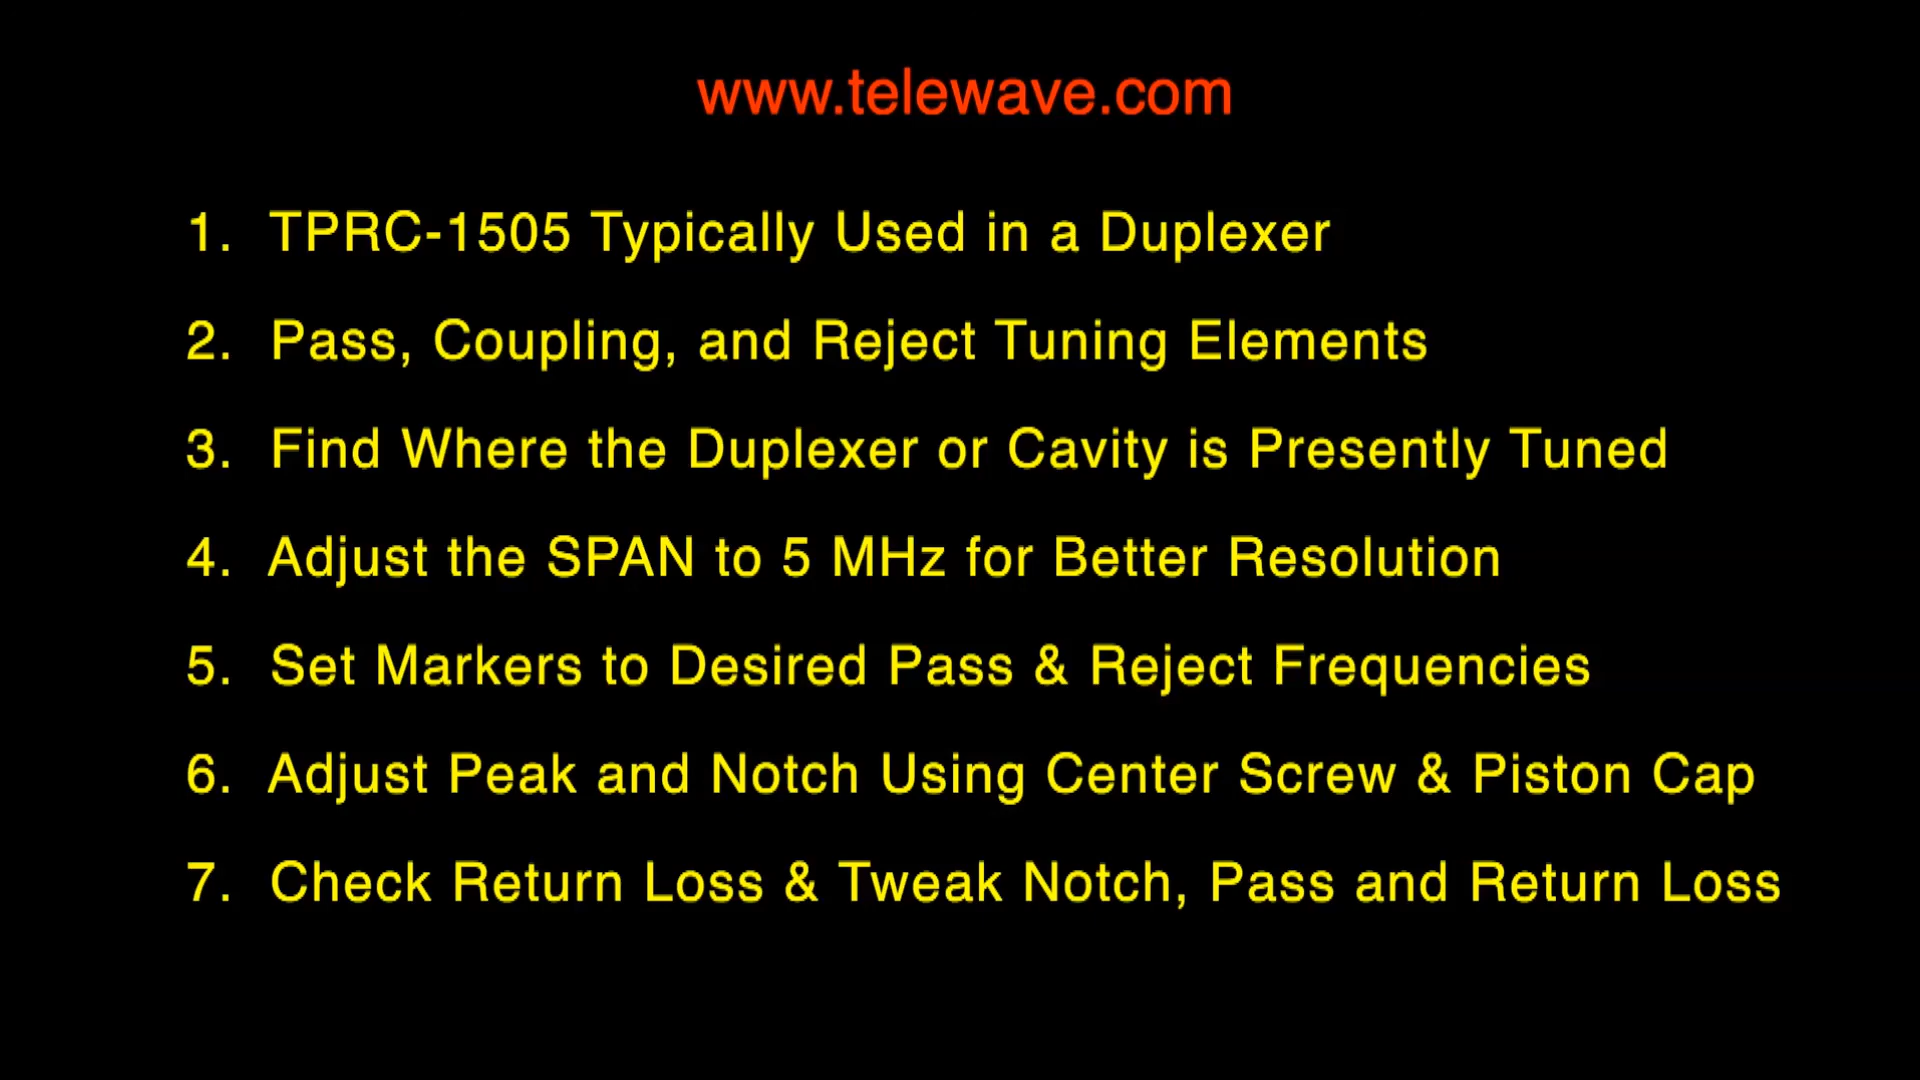 www.telewave.com
1. TPRC-1505 Typically Used in a Duplexer
2. Pass, Coupling, and Reject Tuning Elements
3. Find Where the Duplexer or Cavity is Presently Tuned
4. Adjust the SPAN to 5 MHz for Better Resolution
5. Set Markers to Desired Pass & Reject Frequencies
6. Adjust Peak and Notch Using Center Screw & Piston Cap
7. Check Return Loss & Tweak Notch, Pass and Return Loss